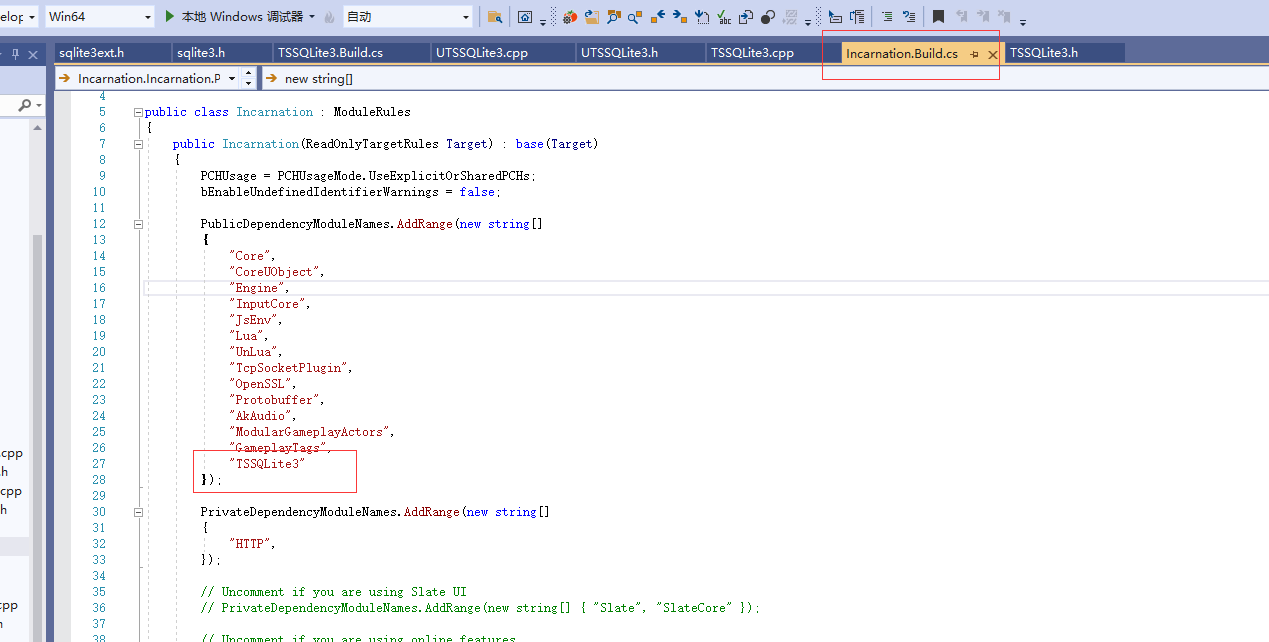 elop Win64 本地 Windows 调试器 自动
sqlite3ext.h sqlite3.h TSSQLite3.Build.cs UTSSQLite3.cpp UTSSQLite3.h TSSQLite3.cpp Incarnation.Build.cs TSSQLite3.h
Incarnation.Incarnation.P new string[]
4
5 public class Incarnation : ModuleRules
6 {
7 public Incarnation(ReadOnlyTargetRules Target) : base(Target)
8 {
9 PCHUsage = PCHUsageMode.UseExplicitOrSharedPCHs;
10 bEnableUndefinedIdentifierWarnings = false;
11
12 PublicDependencyModuleNames.AddRange(new string[]
13 {
14 "Core",
15 "CoreUObject",
16 "Engine",
17 "InputCore",
18 "JsEnv",
19 "Lua",
20 "UnLua",
21 "TcpSocketPlugin",
22 "OpenSSL",
23 "Protobuffer",
24 "AkAudio",
25 "ModularGameplayActors",
26 "GameplayTags",
27 "TSSQLite3"
28 });
29
30 PrivateDependencyModuleNames.AddRange(new string[]
31 {
32 "HTTP",
33 });
34
35 // Uncomment if you are using Slate UI
36 // PrivateDependencyModuleNames.AddRange(new string[] { "Slate", "SlateCore" });
37
38 // Uncomment if you are using online features
.cpp
.h
cpp
h
cpp